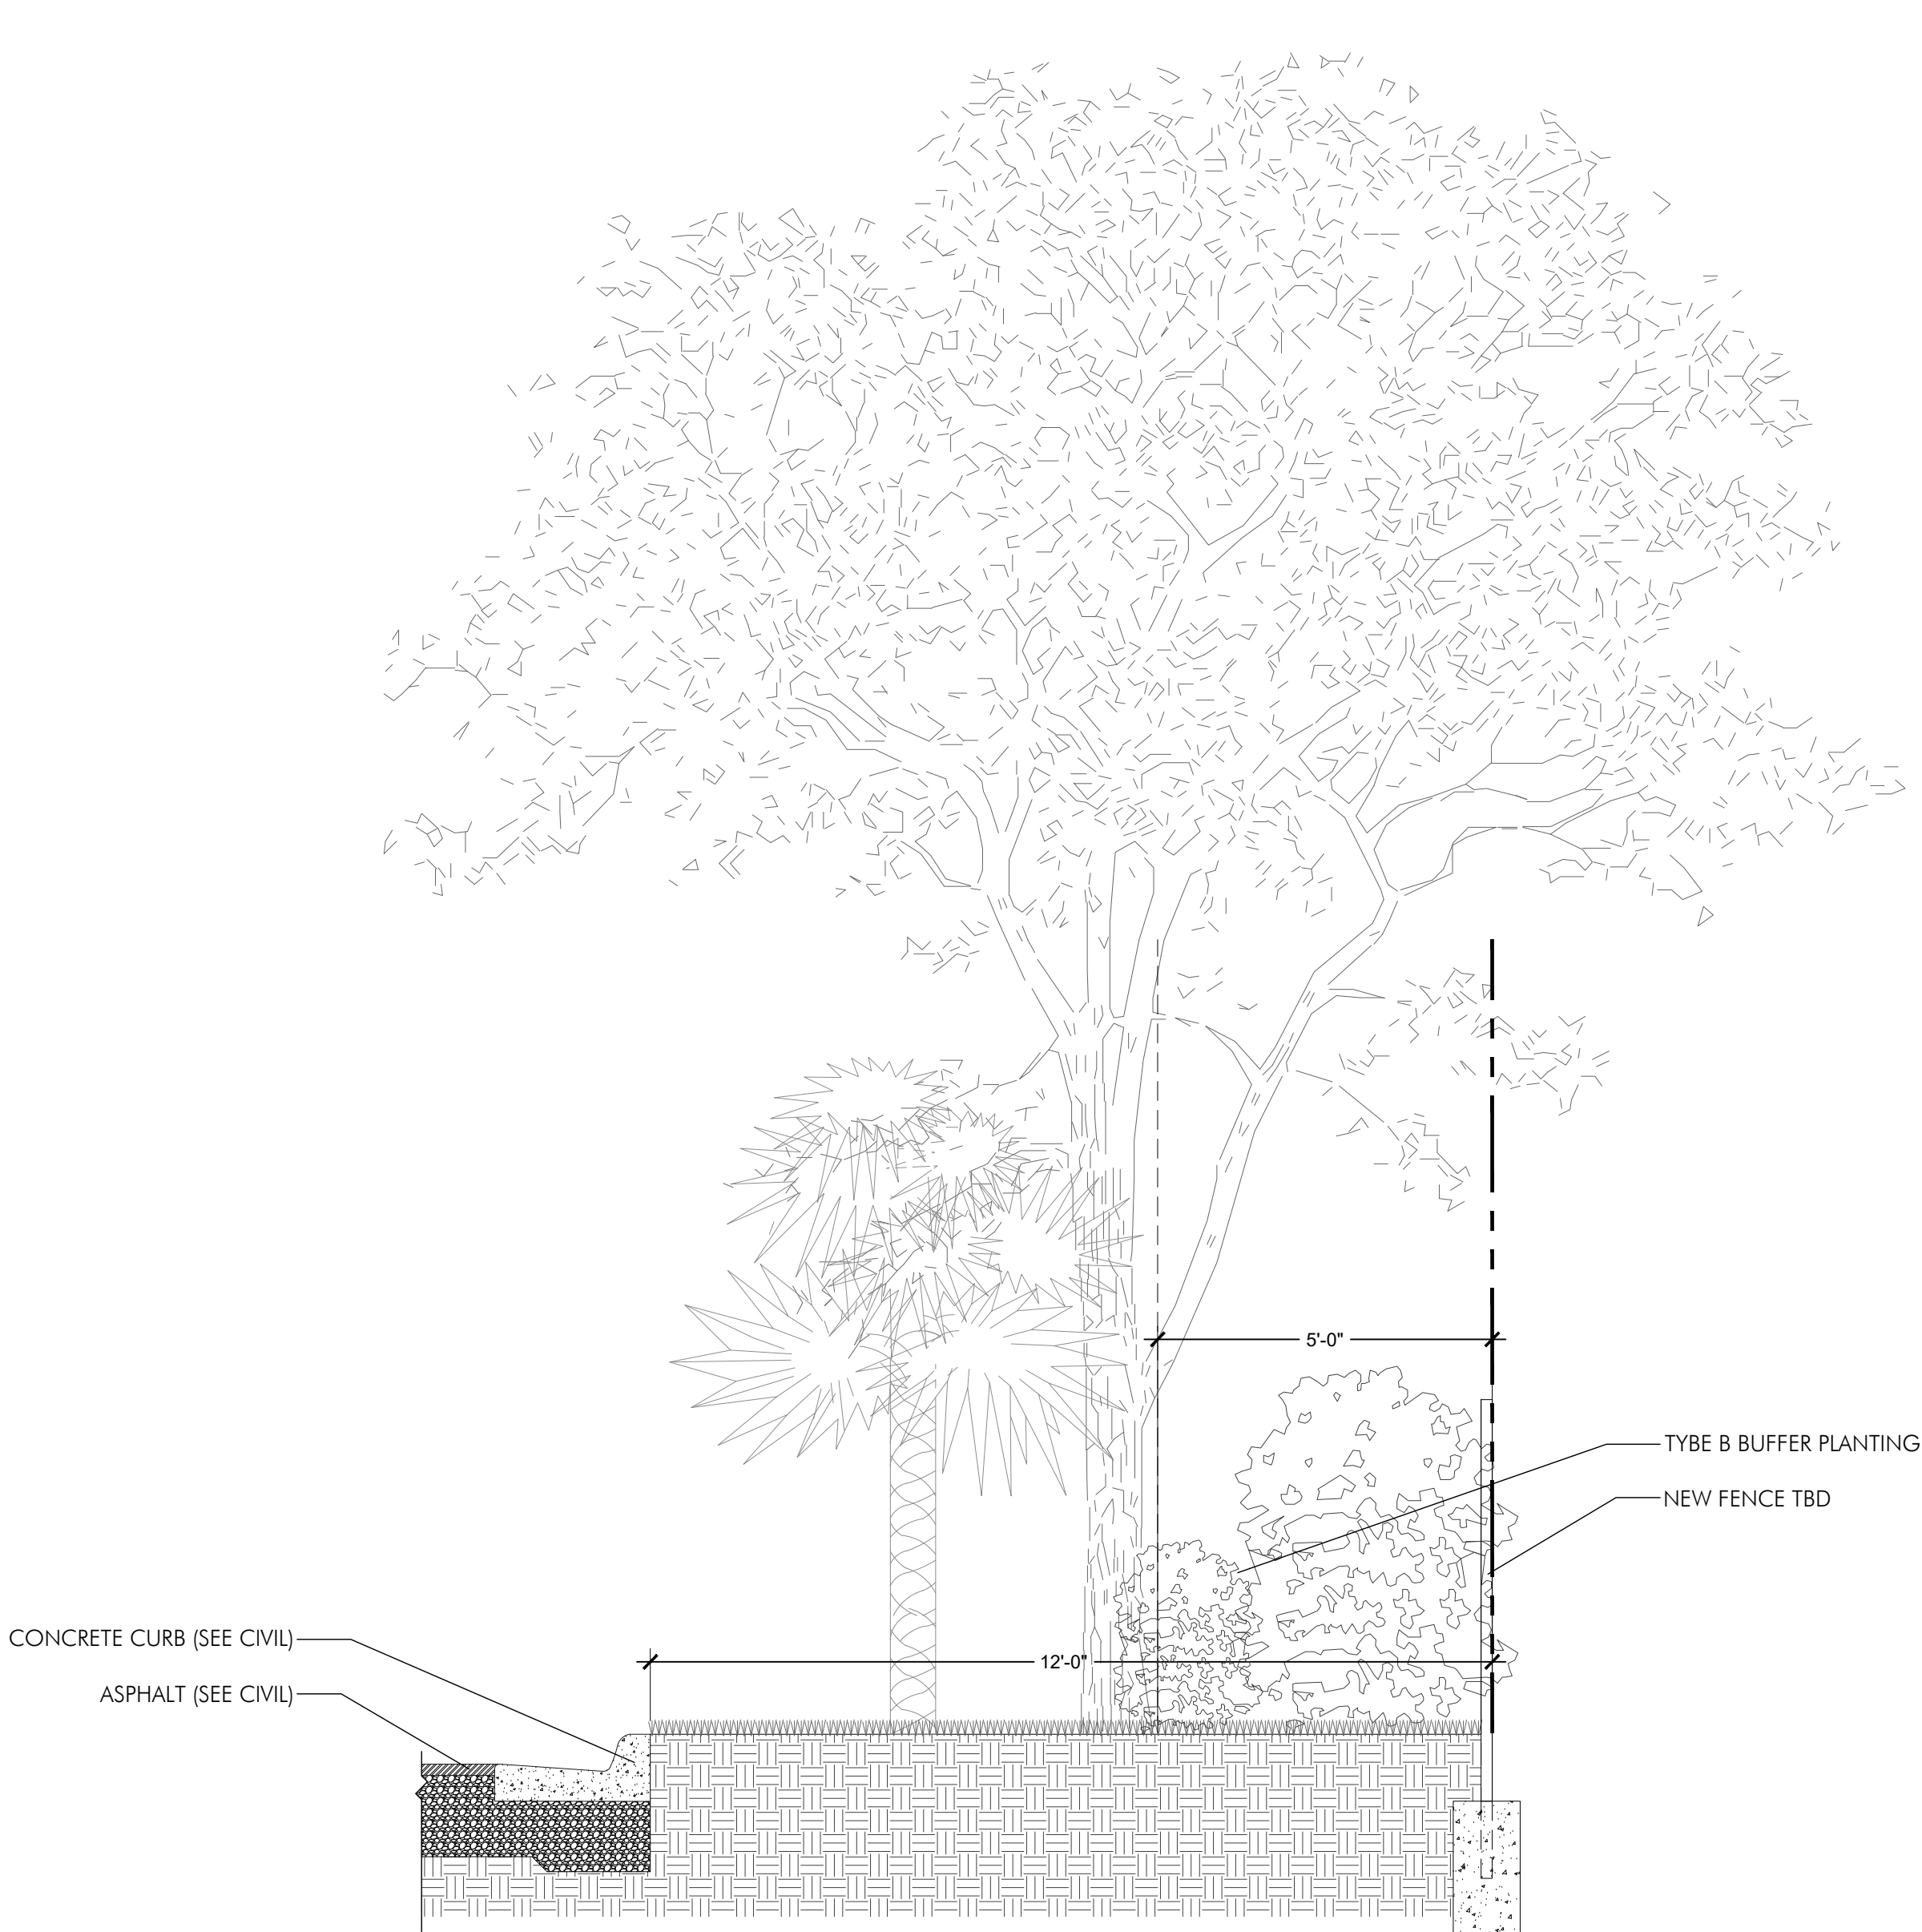 5'-0"
TYBE B BUFFER PLANTING
NEW FENCE TBD
CONCRETE CURB (SEE CIVIL)
12'-0"
ASPHALT (SEE CIVIL)